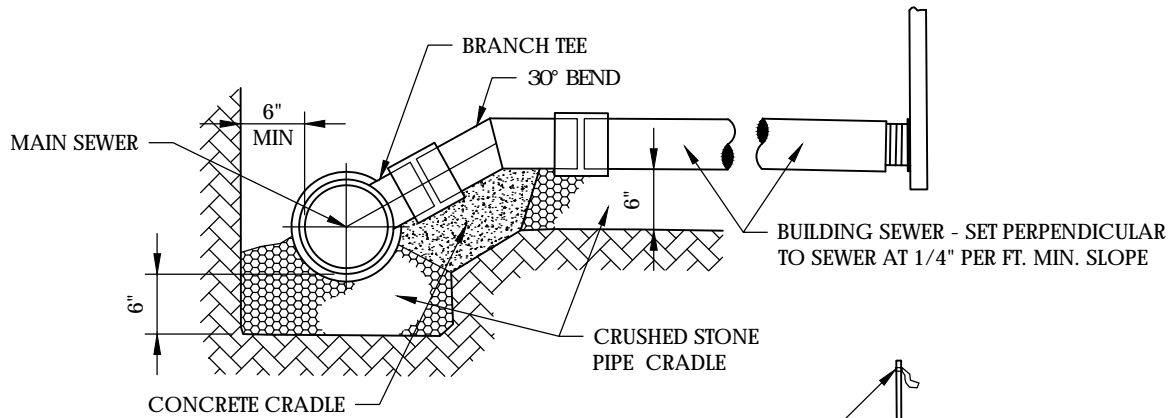 BRANCH TEE
30° BEND
6"
MIN
MAIN SEWER
6"
BUILDING SEWER - SET PERPENDICULAR
TO SEWER AT 1/4" PER FT. MIN. SLOPE
6"
CRUSHED STONE
PIPE CRADLE
CONCRETE CRADLE